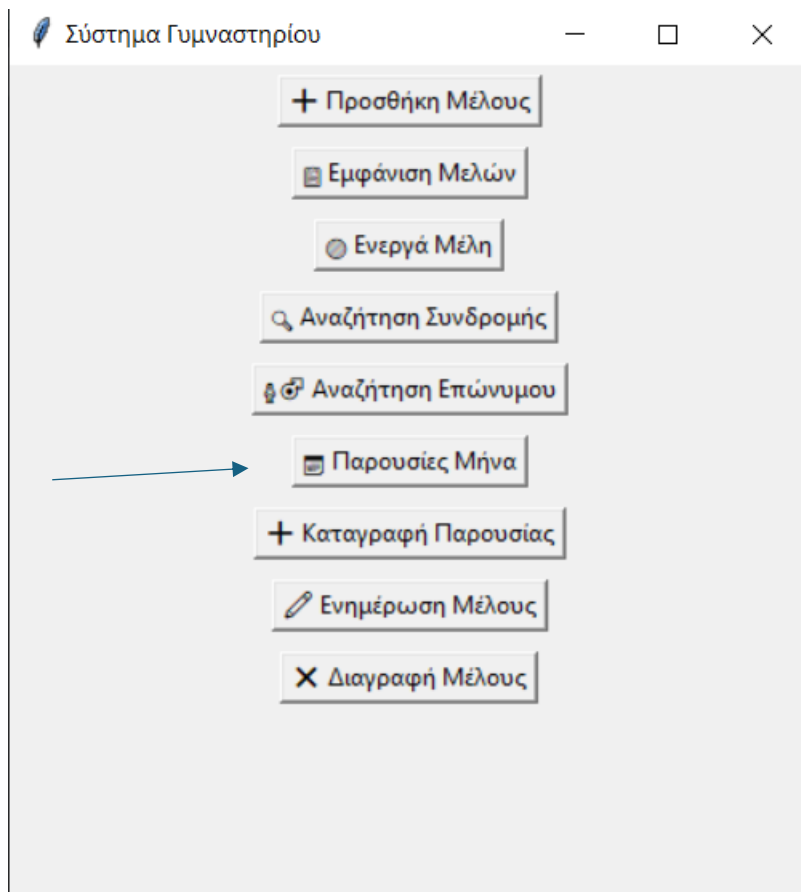 Σύστημα Γυμναστηρίου
+ Προσθήκη Μέλους
Εμφάνιση Μελών
Ενεργά Μέλη
Αναζήτηση Συνδρομής
Αναζήτηση Επώνυμου
Παρουσίες Μήνα
+ Καταγραφή Παρουσίας
Ενημέρωση Μέλους
Διαγραφή Μέλους